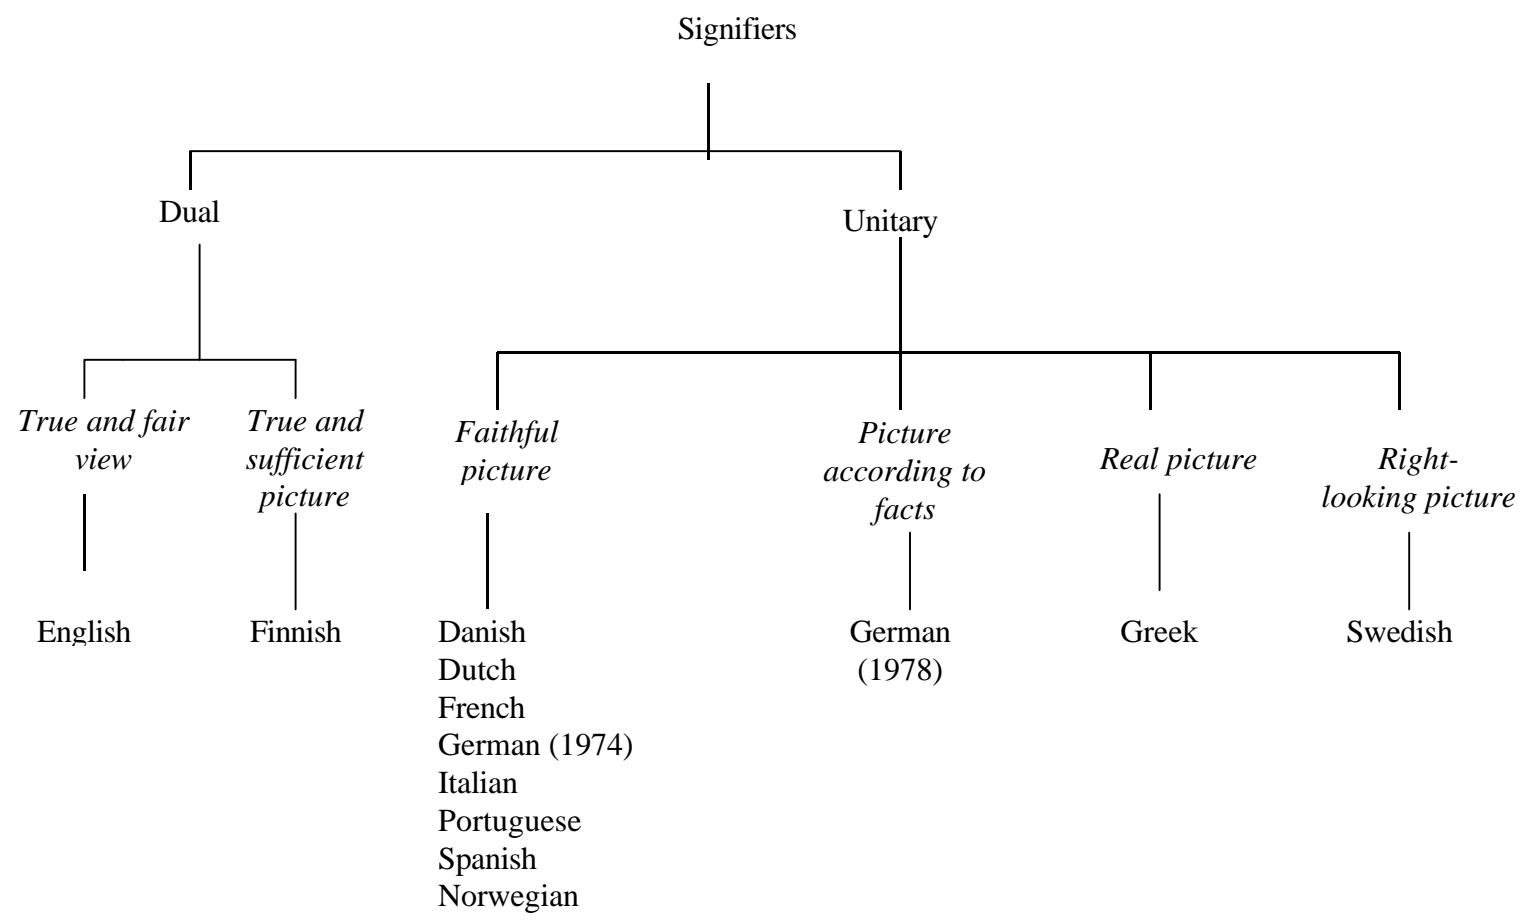 Signifiers
Dual
Unitary
True and fair
view
True and
sufficient
picture
Faithful
picture
Picture
according to
facts
Real picture
Right-
looking picture
English
Finnish
Danish
Dutch
French
German (1974)
Italian
Portuguese
Spanish
Norwegian
German
(1978)
Greek
Swedish